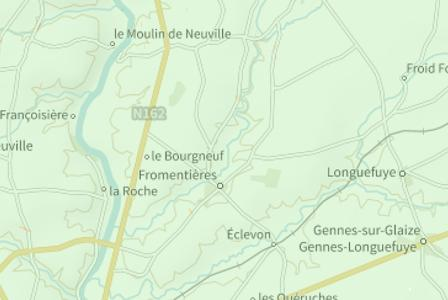 le Moulin de Neuville
Froid Fo
N162
Françoisière
uville
le Bourgneuf
Fromentières
Longuefuye
la Roche
Éclevon
Gennes-sur-Glaize
Gennes-Longuefuye
les Quéruches